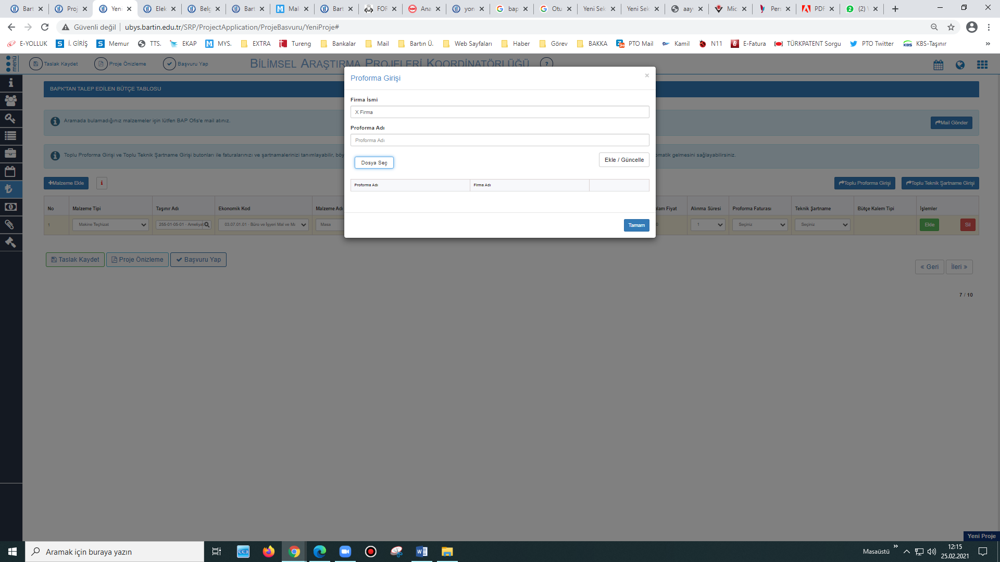 Bart
Proj
Yeni
Elek
Belg
Bart
Mal
Bart
FOR
Ana
yon
bap
Otu
Yeni Sek
Yeni Sek
aay
Mic
Pers
PDF
(2) W
Güvenli değil
ubys.bartin.edu.tr/SRP/ProjectApplication/ProjeBasvuru/YeniProje#
E-YOLLUK
İ. GİRİŞ
Memur
TTS.
EKAP
MYS.
EXTRA
Tureng
Bankalar
Mail
Bartın Ü.
Web Sayfaları
Haber
Görev
BAKKA
PTO Mail
Kamil
N11
E-Fatura
TÜRKPATENT Sorgu
PTO Twitter
KBS-Taşınır
menü
Taslak Kaydet
Proje Önizleme
Başvuru Yap
BİLİMSEL ARAŞTIRMA PROJELERİ KOORDİNATÖRLÜĞÜ
BAPK'TAN TALEP EDİLEN BÜTÇE TABLOSU
Aramada bulamadığınız malzemeler için lütfen BAP Ofis'e mail atınız.
Mail Gönder
Toplu Proforma Girişi ve Toplu Teknik Şartname Girişi butonları ile faturalarınızı ve şartnamelerinizi tanımlayabilir, böy
omatik gelmesini sağlayabilirsiniz.
Malzeme Ekle
Toplu Proforma Girişi
Toplu Teknik Şartname Girişi
Proforma Girişi
Firma İsmi
X Firma
Proforma Adı
Proforma Adı
Dosya Seç
Ekle / Güncelle
Proforma Adı
Firma Adı
Tamam
No
Malzeme Tipi
Taşınır Adı
Ekonomik Kod
Malzeme Adı
lam Fiyat
Alınma Süresi
Proforma Faturası
Teknik Şartname
Bütçe Kalem Tipi
İşlemler
1
Makine Teçhizat
255-01-05-01 - Ameliyat
03.07.01.01 - Büro ve İşyeri Mal ve Ma
Masa
0
1
Seçiniz
Seçiniz
Ekle
Sil
Taslak Kaydet
Proje Önizleme
Başvuru Yap
« Geri
İleri »
7 / 10
Yeni Proje
Aramak için buraya yazın
Masaüstü
12:15
25.02.2021